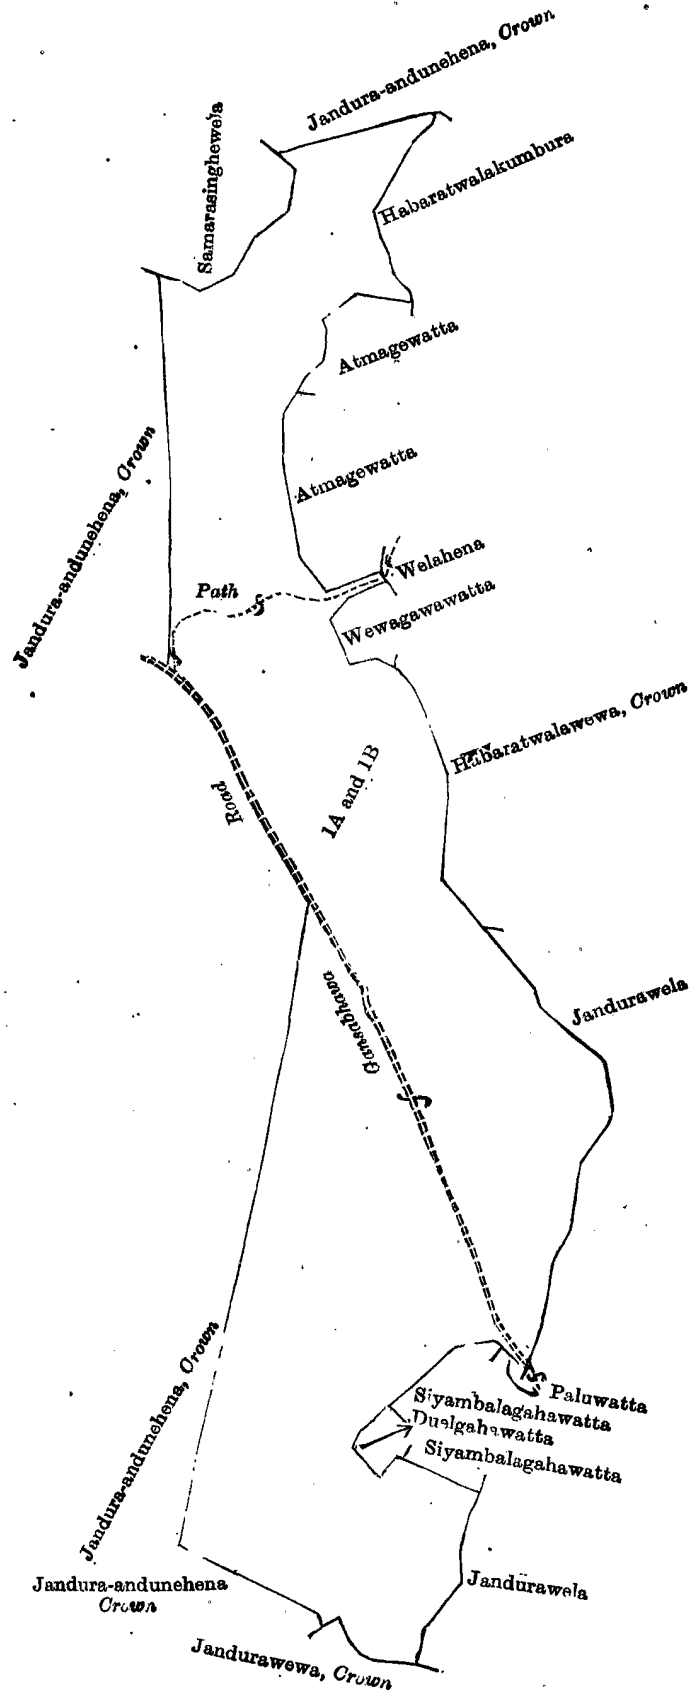 Jandura-andunehena, Crown
Samarasinghewela
Habaratwalakumbura
Atmagewatta
Jandura-andunehena, Crown
Atmagewatta
Welahena
Path
Wewagawawatta
Habaratwalawewa, Crown
1A and 1B
Road
Gansabhawa
Jandurawela
Jandura-andunehena, Crown
Paluwatta
Siyambalagahawatta
Duelgahawatta
Siyambalagahawatta
Jandurawela
Jandura-andunehena
Crown
Jandurawewa, Crown